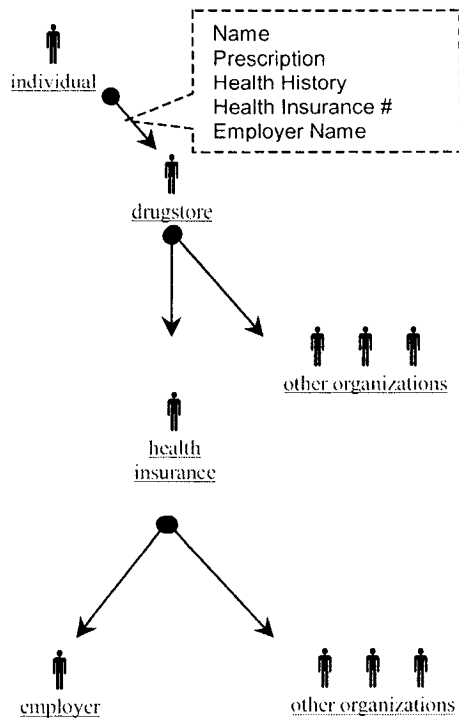 Name
Prescription
Health History
Health Insurance #
Employer Name
individual
drugstore
other organizations
health
insurance
employer
other organizations